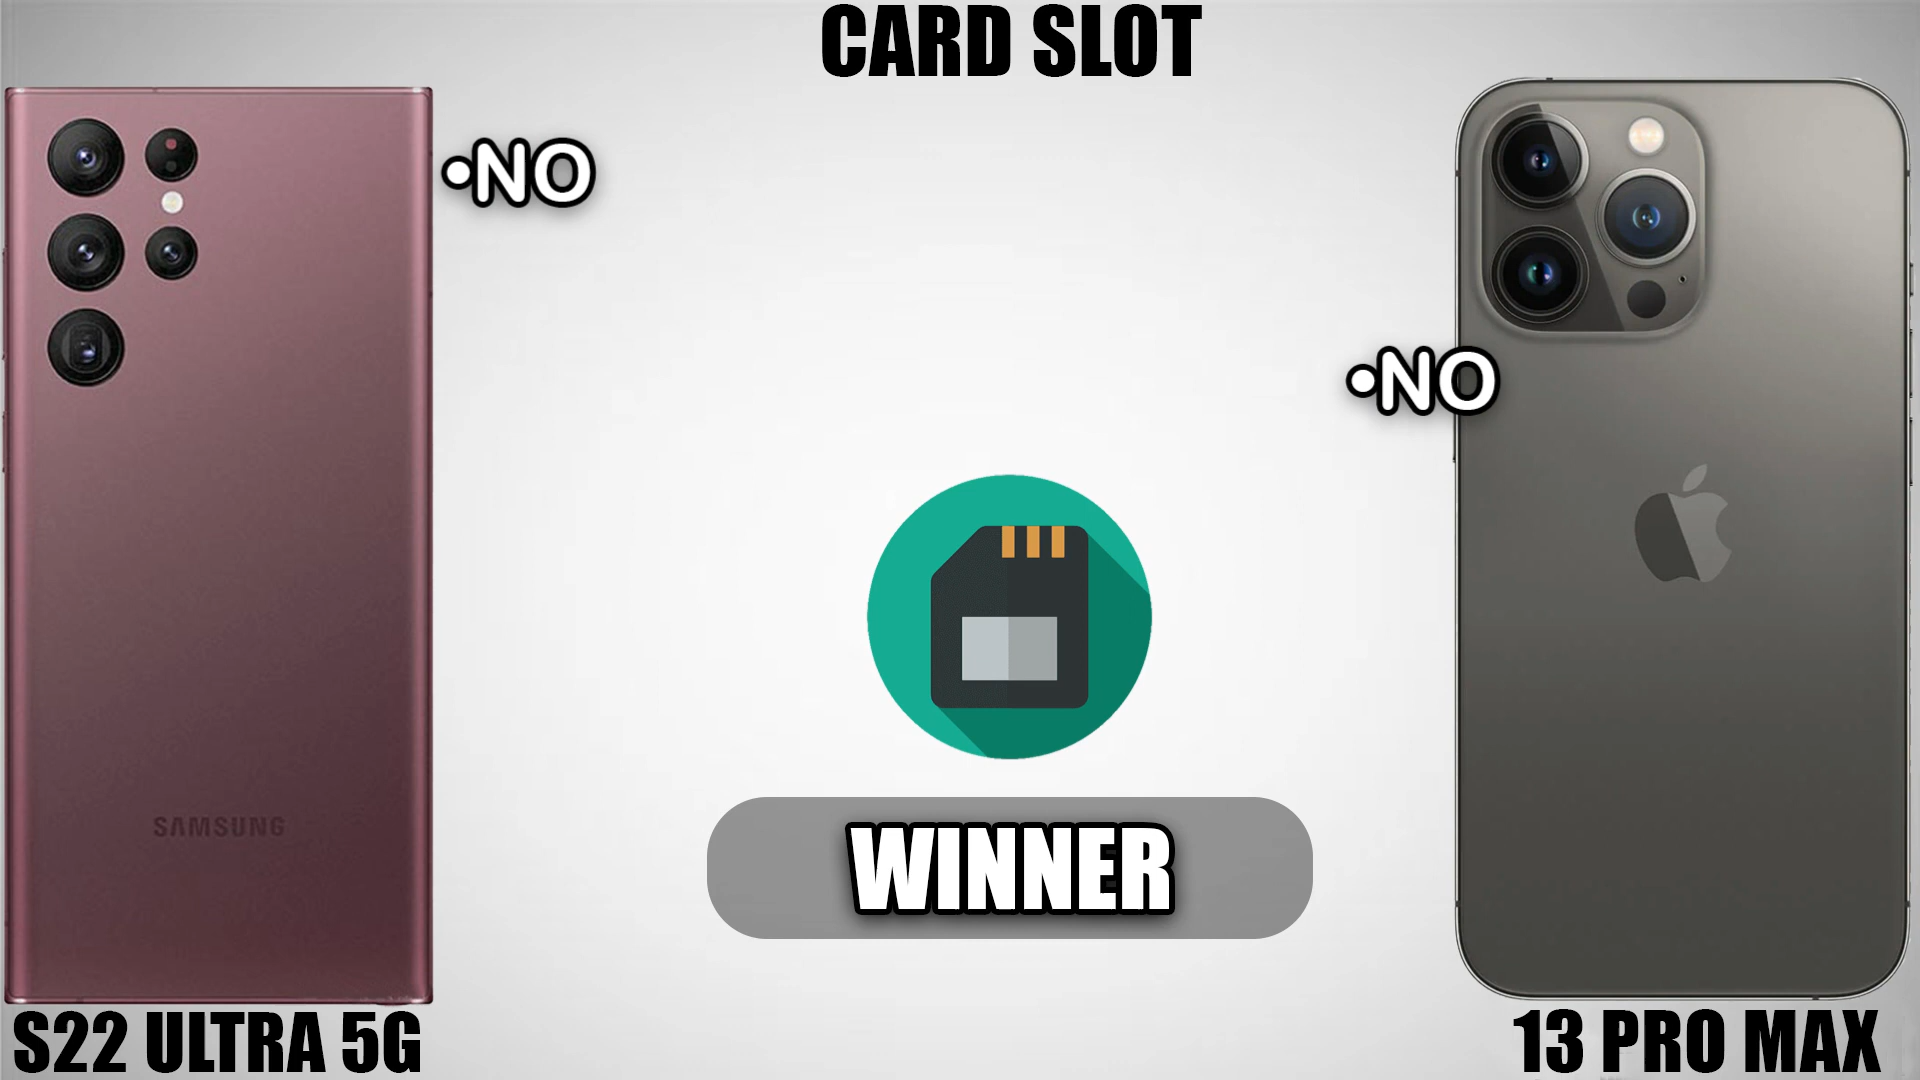 CARD SLOT
•NO
•NO
SAMSUNG
WINNER
S22 ULTRA 5G
13 PRO MAX